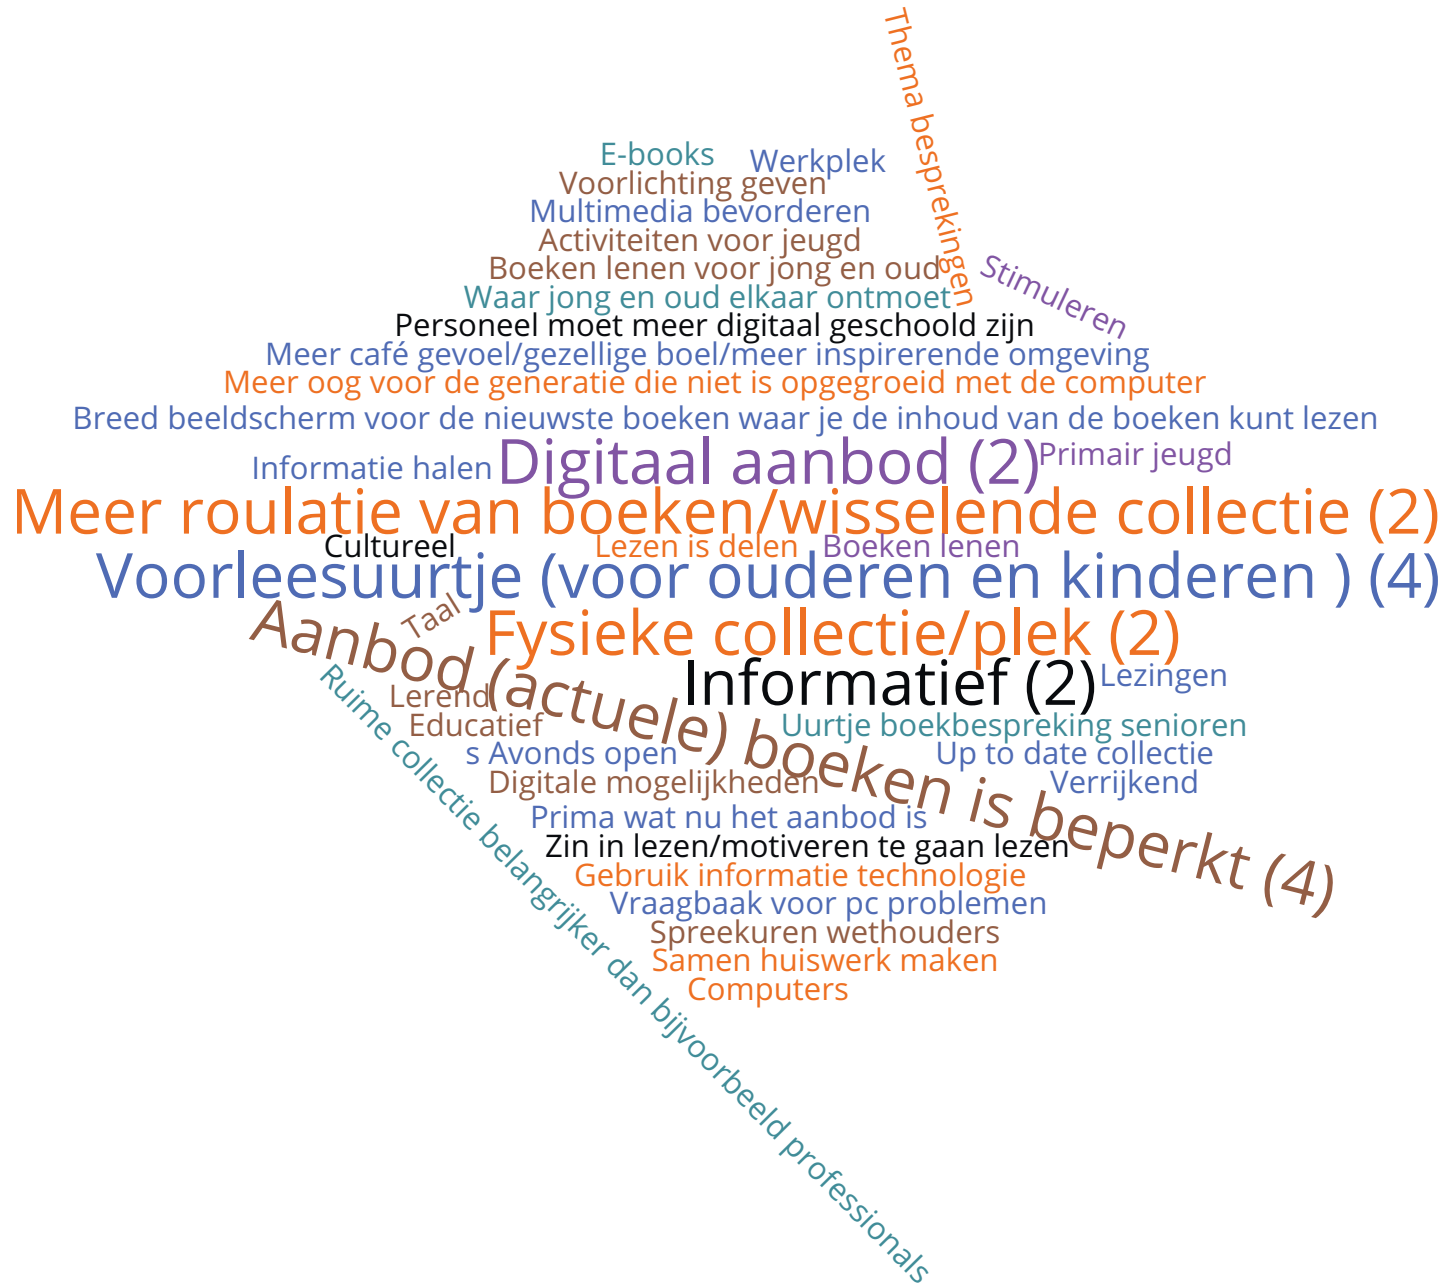 Thema besprekingen
E-books
Werkplek
Voorlichting geven
Multimedia bevorderen
Activiteiten voor jeugd
Boeken lenen voor jong en oud
Stimuleren
Waar jong en oud elkaar ontmoet
Personeel moet meer digitaal geschoold zijn
Meer café gevoel/gezellige boel/meer inspirerende omgeving
Meer oog voor de generatie die niet is opgegroeid met de computer
Breed beeldscherm voor de nieuwste boeken waar je de inhoud van de boeken kunt lezen
Informatie halen
Digitaal aanbod (2)
Primair jeugd
Meer roulatie van boeken/wisselende collectie (2)
Cultureel
Lezen is delen
Boeken lenen
Voorleesuurtje (voor ouderen en kinderen ) (4)
Taal
Fysieke collectie/plek (2)
Aanbod (actuele) boeken is beperkt (4)
Informatief (2)
Lezingen
Ruime collectie belangrijker dan bijvoorbeeld professionals
Lerend
Educatief
Uurtje boekbespreking senioren
s Avonds open
Up to date collectie
Digitale mogelijkheden
Verrijkend
Prima wat nu het aanbod is
Zin in lezen/motiveren te gaan lezen
Gebruik informatie technologie
Vraagbaak voor pc problemen
Spreekuren wethouders
Samen huiswerk maken
Computers